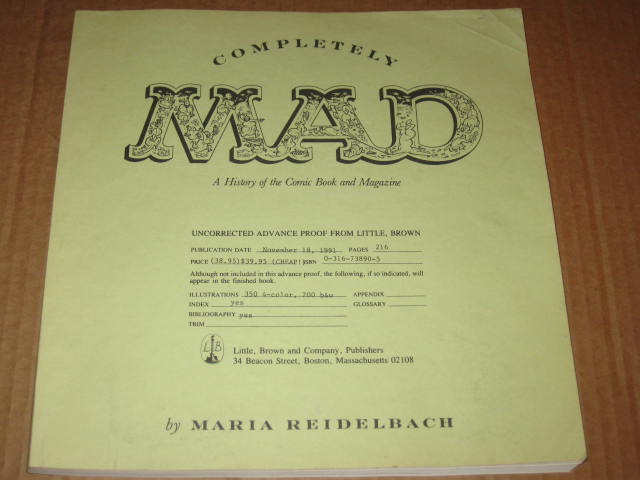 COMPLETELY
MAD
A History of the Comic Book and Magazine
UNCORRECTED ADVANCE PROOF FROM LITTLE, BROWN
PUBLICATION DATE November 18, 1991 PAGES 216
PRICE (38.95)$39.95 (CHEAP!)SBN 0-316-73890-5
Although not included in this advance proof, the following, if so indicated, will
appear in the finished book.
ILLUSTRATIONS 350 4-color, 200 b&w APPENDIX
INDEX yes GLOSSARY
BIBLIOGRAPHY yes
TRIM
LB
Little, Brown and Company, Publishers
34 Beacon Street, Boston, Massachusetts 02108
by MARIA REIDELBACH